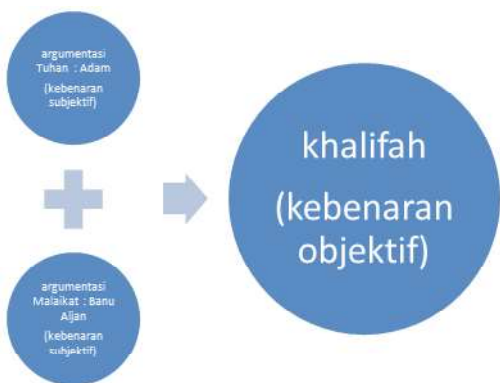 argumentasi
Tuhan : Adam
(kebenaran
subjektif)
khalifah
(kebenaran
objektif)
argumentasi
Malaikat : Banu
Aljan
(kebenaran
subjektif)